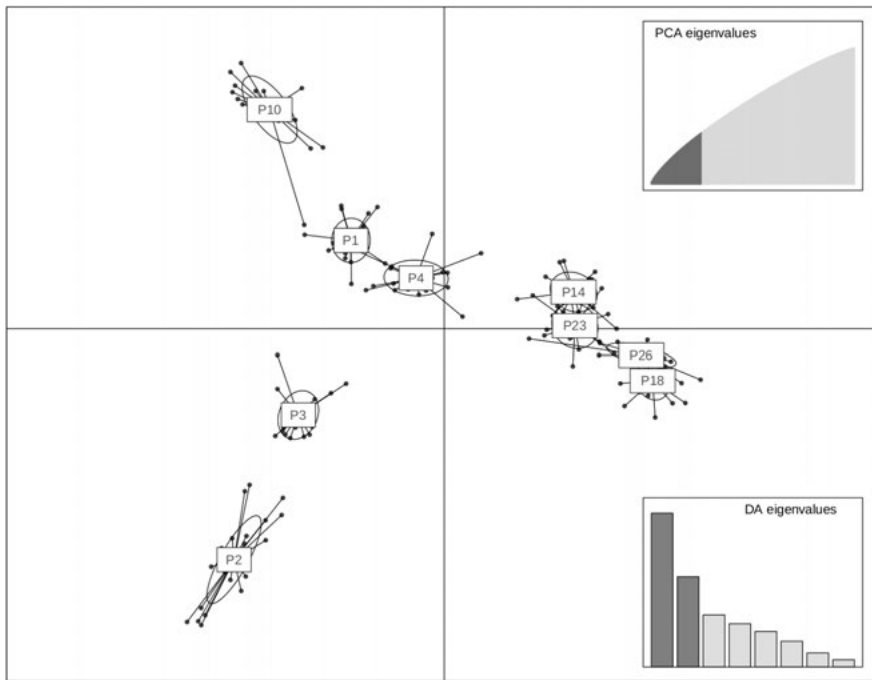 PCA eigenvalues
P10
P1
P4
P14
P23
P26
P18
P3
P2
DA eigenvalues